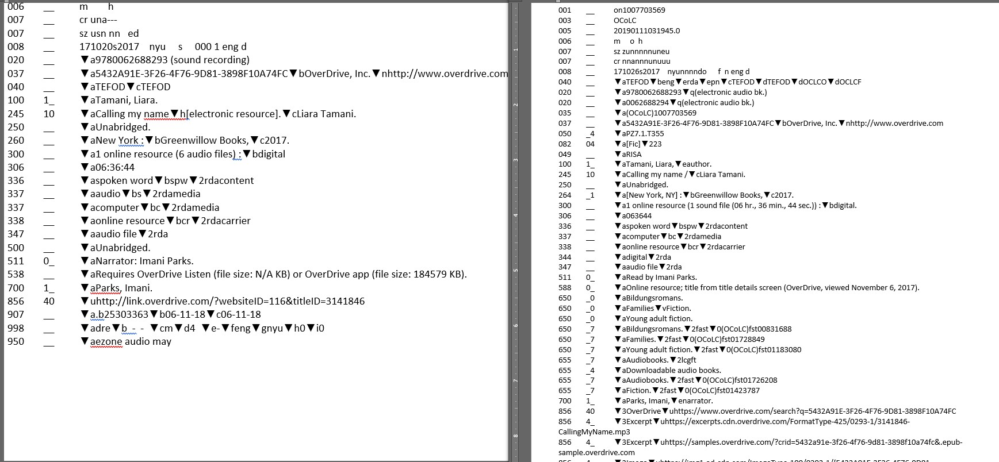 006 __ m h
007 __ cr una---
007 __ sz usn nn ed
008 __ 171020s2017 nyu s 000 1 eng d
020 __ ▼a9780062688293 (sound recording)
037 __ ▼a5432A91E-3F26-4F76-9D81-3898F10A74FC▼bOverDrive, Inc.▼nhttp://www.overdrive.com
040 __ ▼aTEFOD▼cTEFOD
100 1_ ▼aTamani, Liara.
245 10 ▼aCalling my name▼h[electronic resource].▼cLiara Tamani.
250 __ ▼aUnabridged.
260 __ ▼aNew York :▼bGreenwillow Books,▼c2017.
300 __ ▼a1 online resource (6 audio files) :▼bdigital
306 __ ▼a06:36:44
336 __ ▼aspoken word▼bspw▼2rdacontent
337 __ ▼aaudio▼bs▼2rdamedia
337 __ ▼acomputer▼bc▼2rdamedia
338 __ ▼aonline resource▼bcr▼2rdacarrier
347 __ ▼aaudio file▼2rda
500 __ ▼aUnabridged.
511 0_ ▼aNarrator: Imani Parks.
538 __ ▼aRequires OverDrive Listen (file size: N/A KB) or OverDrive app (file size: 184579 KB).
700 1_ ▼aParks, Imani.
856 40 ▼uhttp://link.overdrive.com/?websiteID=116&titleID=3141846
907 __ ▼a.b25303363▼b06-11-18▼c06-11-18
998 __ ▼adre▼b - - ▼cm▼d4 ▼e-▼feng▼gnyu▼h0▼i0
950 __ ▼aezone audio may
1
2
3
4
5
6
7
8
001 __ on1007703569
003 __ OCoLC
005 __ 20190111031945.0
006 __ m o h
007 __ sz zunnnnnuneu
007 __ cr nnannnunuuu
008 __ 171026s2017 nyunnnndo f n eng d
040 __ ▼aTEFOD▼beng▼erda▼epn▼cTEFOD▼dTEFOD▼dOCLCO▼dOCLCF
020 __ ▼a9780062688293▼q(electronic audio bk.)
020 __ ▼a0062688294▼q(electronic audio bk.)
035 __ ▼a(OCoLC)1007703569
037 __ ▼a5432A91E-3F26-4F76-9D81-3898F10A74FC▼bOverDrive, Inc.▼nhttp://www.overdrive.com
050 _4 ▼aPZ7.1.T355
082 04 ▼a[Fic]▼223
049 __ ▼aRISA
100 1_ ▼aTamani, Liara,▼eauthor.
245 10 ▼aCalling my name /▼cLiara Tamani.
250 __ ▼aUnabridged.
264 _1 ▼a[New York, NY] :▼bGreenwillow Books,▼c2017.
300 __ ▼a1 online resource (1 sound file (06 hr., 36 min., 44 sec.)) :▼bdigital.
306 __ ▼a063644
336 __ ▼aspoken word▼bspw▼2rdacontent
337 __ ▼acomputer▼bc▼2rdamedia
338 __ ▼aonline resource▼bcr▼2rdacarrier
344 __ ▼adigital▼2rda
347 __ ▼aaudio file▼2rda
511 0_ ▼aRead by Imani Parks.
588 0_ ▼aOnline resource; title from title details screen (OverDrive, viewed November 6, 2017).
650 _0 ▼aBildungsromans.
650 _0 ▼aFamilies▼vFiction.
650 _0 ▼aYoung adult fiction.
650 _7 ▼aBildungsromans.▼2fast▼0(OCoLC)fst00831688
650 _7 ▼aFamilies.▼2fast▼0(OCoLC)fst01728849
650 _7 ▼aYoung adult fiction.▼2fast▼0(OCoLC)fst01183080
655 _7 ▼aAudiobooks.▼2lcgft
655 _4 ▼aDownloadable audio books.
655 _7 ▼aAudiobooks.▼2fast▼0(OCoLC)fst01726208
655 _7 ▼aFiction.▼2fast▼0(OCoLC)fst01423787
700 1_ ▼aParks, Imani,▼enarrator.
856 40 ▼3OverDrive▼uhttps://www.overdrive.com/search?q=5432A91E-3F26-4F76-9D81-3898F10A74FC
856 4_ ▼3Excerpt▼uhttps://excerpts.cdn.overdrive.com/FormatType-425/0293-1/3141846-
CallingMyName.mp3
856 4_ ▼3Excerpt▼uhttps://samples.overdrive.com/?crid=5432a91e-3f26-4f76-9d81-3898f10a74fc&.epub-
sample.overdrive.com